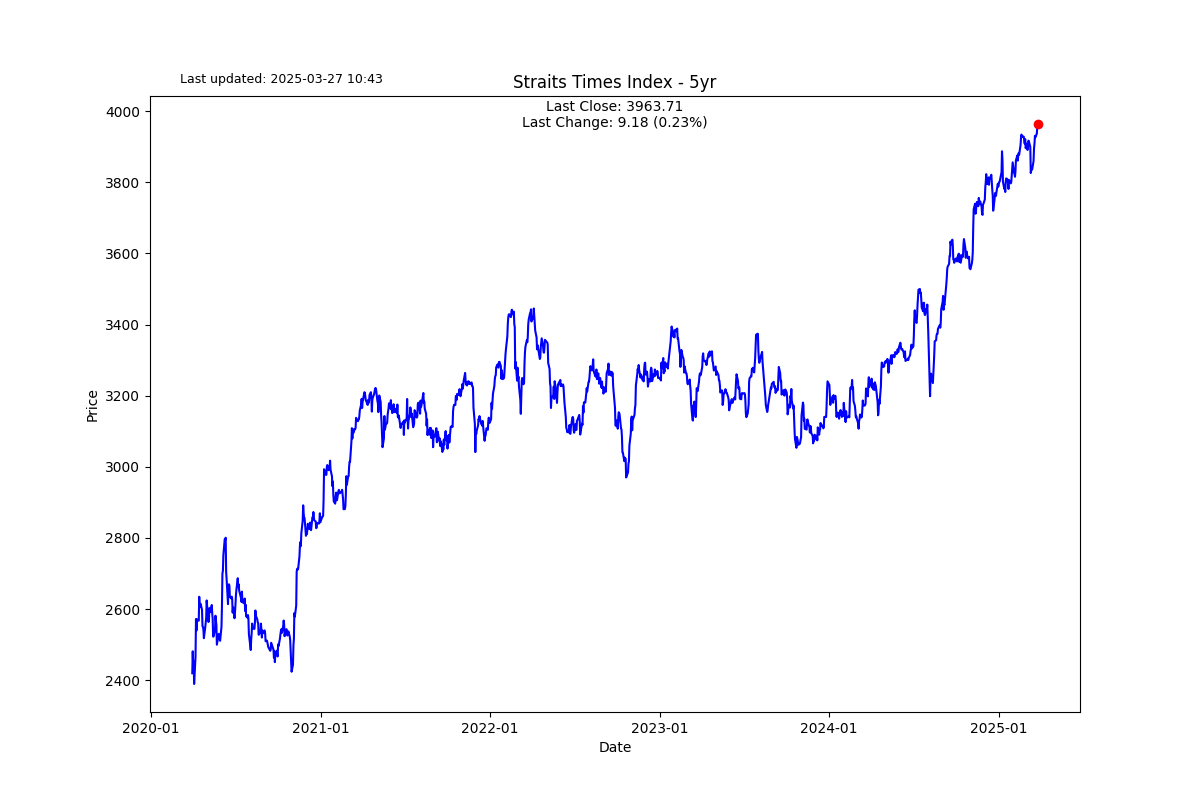 Last updated: 2025-03-27 10:43
Straits Times Index - 5yr
Last Close: 3963.71
Last Change: 9.18 (0.23%)
4000
3800
3600
3400
3200
3000
2800
2600
2400
Price
2020-01
2021-01
2022-01
2023-01
2024-01
2025-01
Date